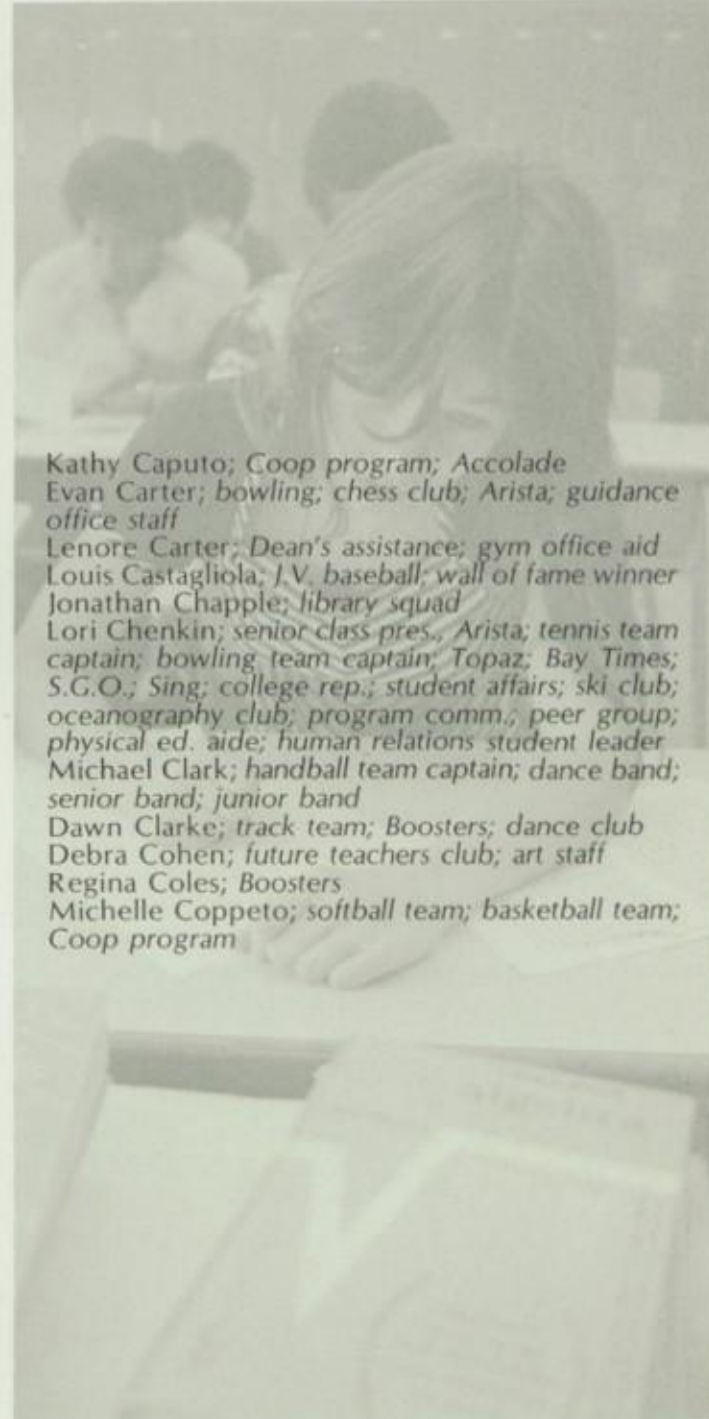 Kathy Caputo; Coop program; Accolade
Evan Carter; bowling; chess club; Arista; guidance
office staff
Lenore Carter; Dean's assistance; gym office aid
Louis Castagliola; J.V. baseball; wall of fame winner
Jonathan Chapple; library squad
Lori Chenkin; senior class pres., Arista; tennis team
captain; bowling team captain; Topaz; Bay Times;
S.G.O.; Sing; college rep.; student affairs; ski club;
oceanography club; program comm.; peer group;
physical ed. aide; human relations student leader
Michael Clark; handball team captain; dance band;
senior band; junior band
Dawn Clarke; track team; Boosters; dance club
Debra Cohen; future teachers club; art staff
Regina Coles; Boosters
Michelle Coppeto; softball team; basketball team;
Coop program